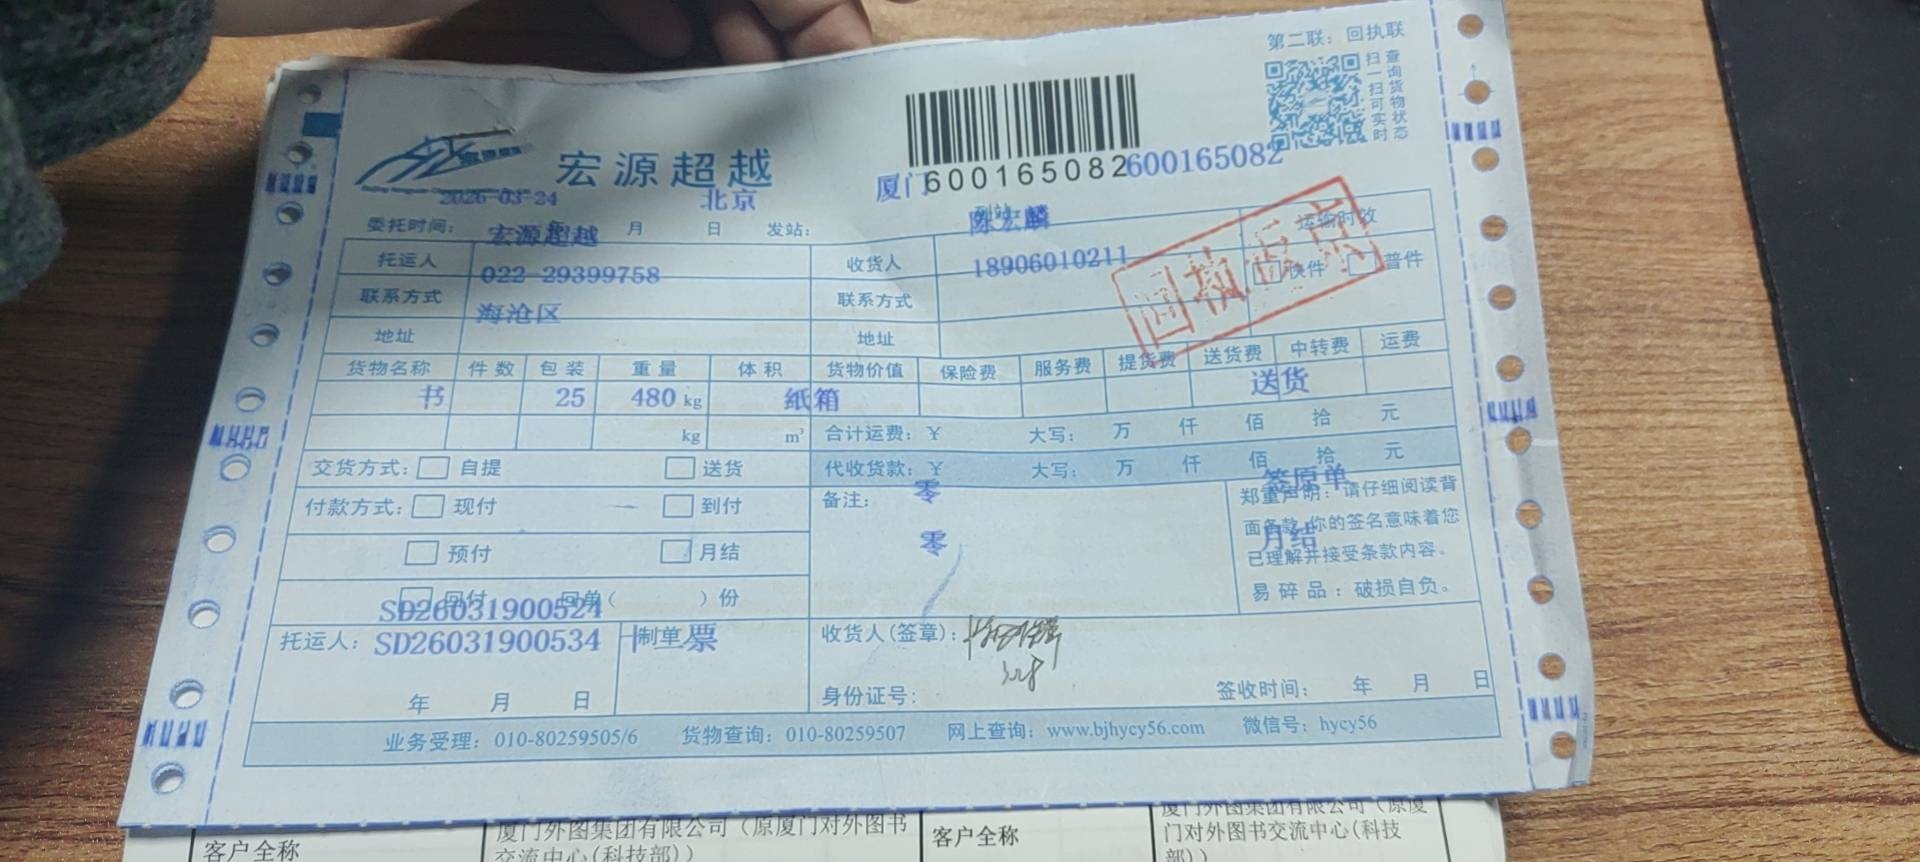 第二联：回执联
扫一扫可实时
查询货物状态
宏源超越
厦门600165082 600165082
2026-03-24 北京
委托时间： 年 月 日 发站： 到站
宏源超越 陈宏麟 运输时效
托运人 收货人 快件 普件
022-29399758 18906010211
联系方式 联系方式
海沧区
地址 地址
货物名称 件数 包装 重量 体积 货物价值 保险费 服务费 提货费 送货费 中转费 运费
书 25 480 kg 纸箱 送货
kg m³ 合计运费：￥ 大写： 万 仟 佰 拾 元
交货方式： 自提 送货 代收货款：￥ 大写： 万 仟 佰 拾 元
付款方式： 现付 到付 备注： 零 签原单
零 月结
预付 月结
郑重声明：请仔细阅读背
面条款，你的签名意味着您
已理解并接受条款内容。
易碎品：破损自负。
回付 回单（ ）份
SD26031900524
托运人： SD26031900534 制单 票 收货人(签章)：
年 月 日 身份证号： 签收时间： 年 月 日
业务受理：010-80259505/6 货物查询：010-80259507 网上查询：www.bjhycy56.com 微信号：hycy56
客户全称 厦门外图集团有限公司（原厦门对外图书 客户全称 厦门外图集团有限公司（原厦
交流中心(科技部)） 门对外图书交流中心(科技
部)）